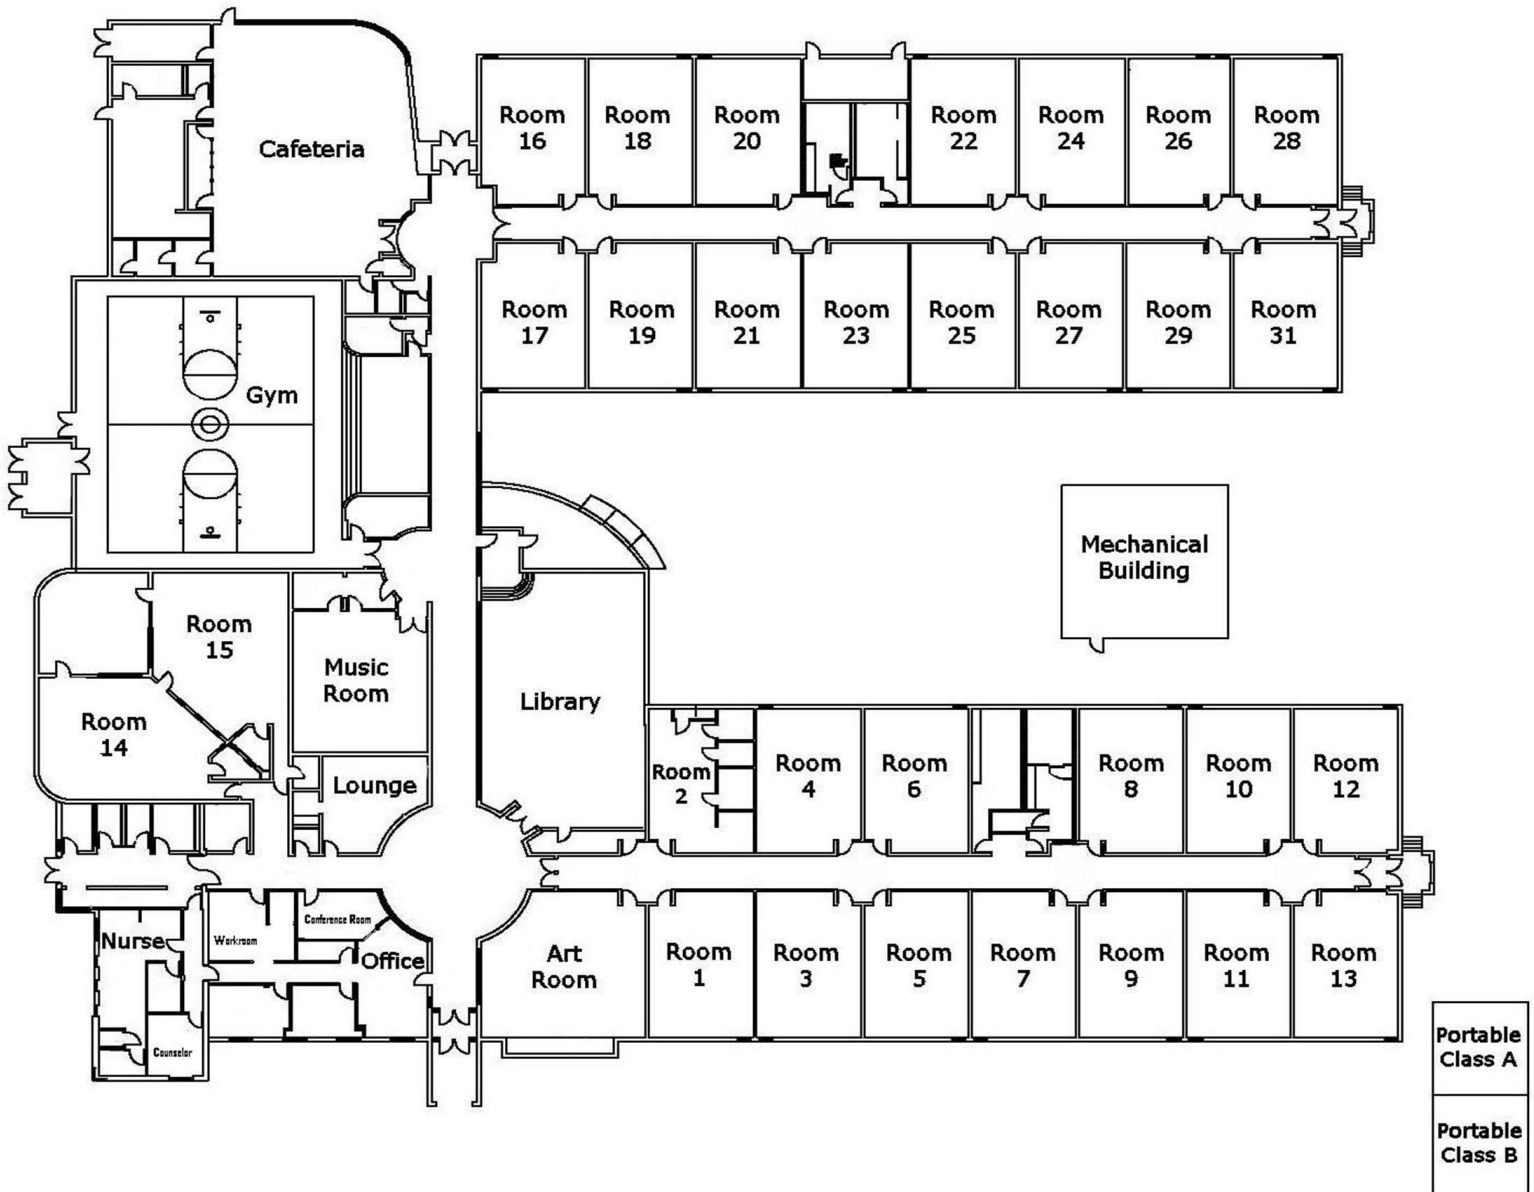 Cafeteria
Room
16
Room
18
Room
20
Room
22
Room
24
Room
26
Room
28
Room
17
Room
19
Room
21
Room
23
Room
25
Room
27
Room
29
Room
31
Gym
Mechanical
Building
Room
15
Music
Room
Library
Room
14
Lounge
Room
2
Room
4
Room
6
Room
8
Room
10
Room
12
Nurse
Workroom
Conference Room
Office
Counselor
Art
Room
Room
1
Room
3
Room
5
Room
7
Room
9
Room
11
Room
13
Portable
Class A
Portable
Class B